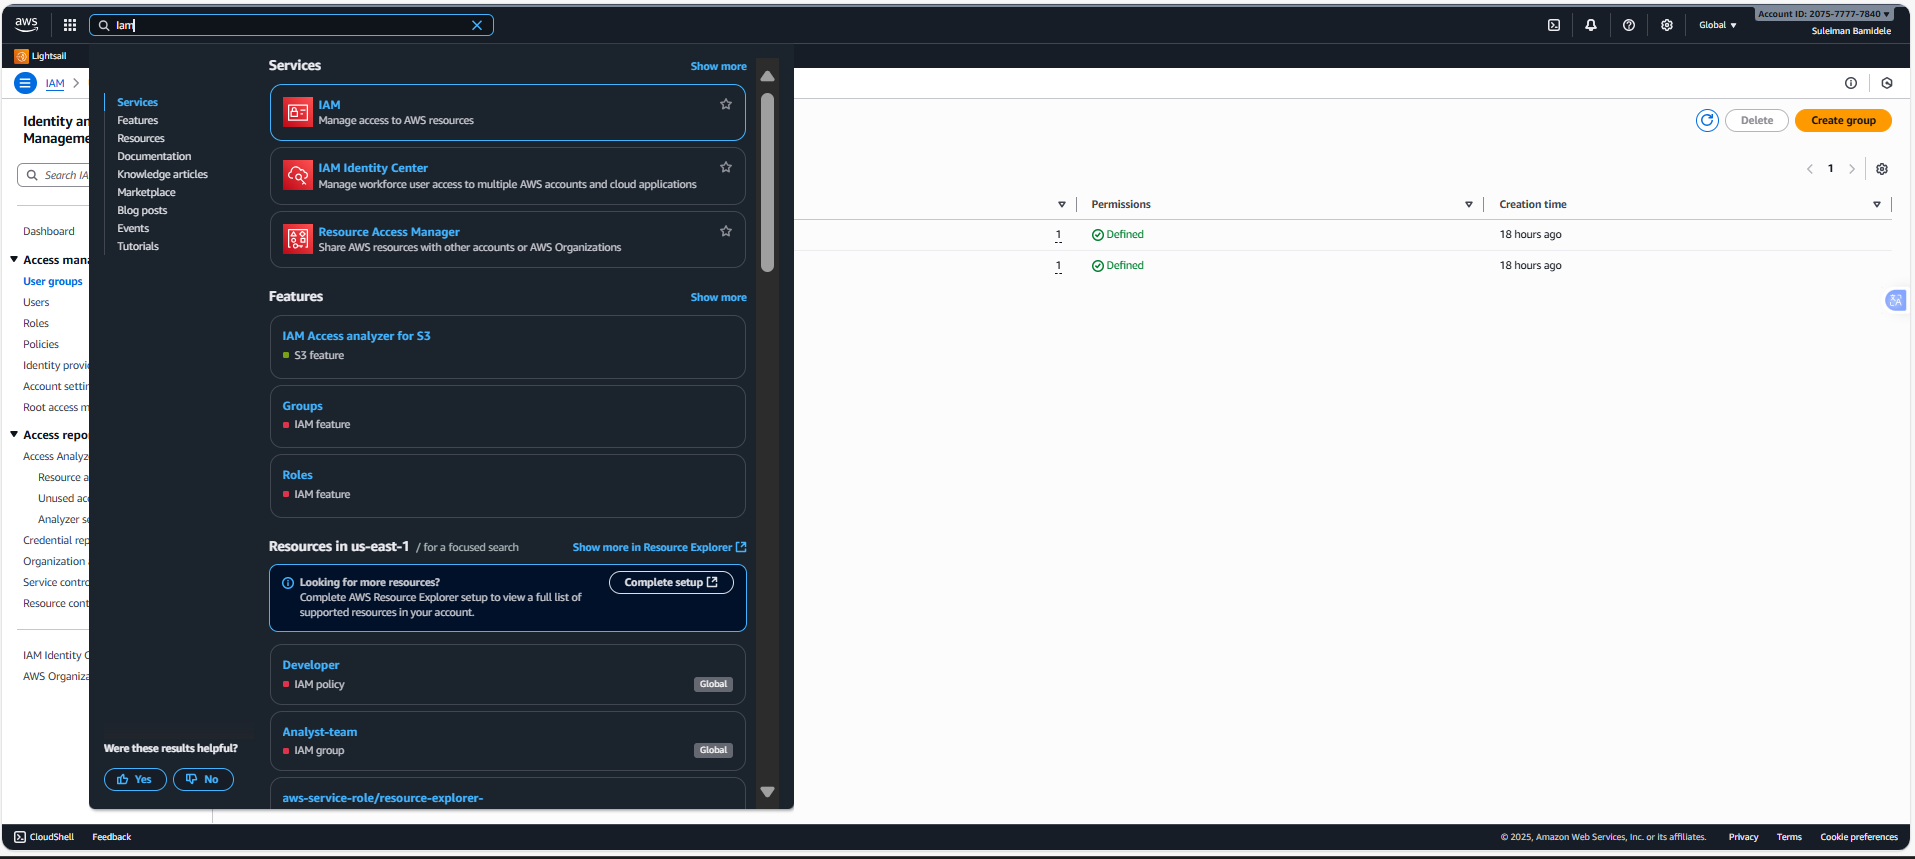 aws
Iam
Global
Account ID: 2075-7777-7840
Suleiman Bamidele
Lightsail
IAM
Identity an
Manageme
Search IA
Dashboard
Access mana
User groups
Users
Roles
Policies
Identity provi
Account settin
Root access m
Access repo
Access Analyz
Resource a
Unused acc
Analyzer se
Credential rep
Organization a
Service contro
Resource cont
IAM Identity C
AWS Organiza
Services
Features
Resources
Documentation
Knowledge articles
Marketplace
Blog posts
Events
Tutorials
Were these results helpful?
Yes
No
Services
Show more
IAM
Manage access to AWS resources
IAM Identity Center
Manage workforce user access to multiple AWS accounts and cloud applications
Resource Access Manager
Share AWS resources with other accounts or AWS Organizations
Features
Show more
IAM Access analyzer for S3
S3 feature
Groups
IAM feature
Roles
IAM feature
Resources in us-east-1 / for a focused search
Show more in Resource Explorer
Looking for more resources?
Complete AWS Resource Explorer setup to view a full list of
supported resources in your account.
Complete setup
Developer
IAM policy
Global
Analyst-team
IAM group
Global
aws-service-role/resource-explorer-
Delete
Create group
1
Permissions
Creation time
1
Defined
18 hours ago
1
Defined
18 hours ago
CloudShell
Feedback
© 2025, Amazon Web Services, Inc. or its affiliates.
Privacy
Terms
Cookie preferences